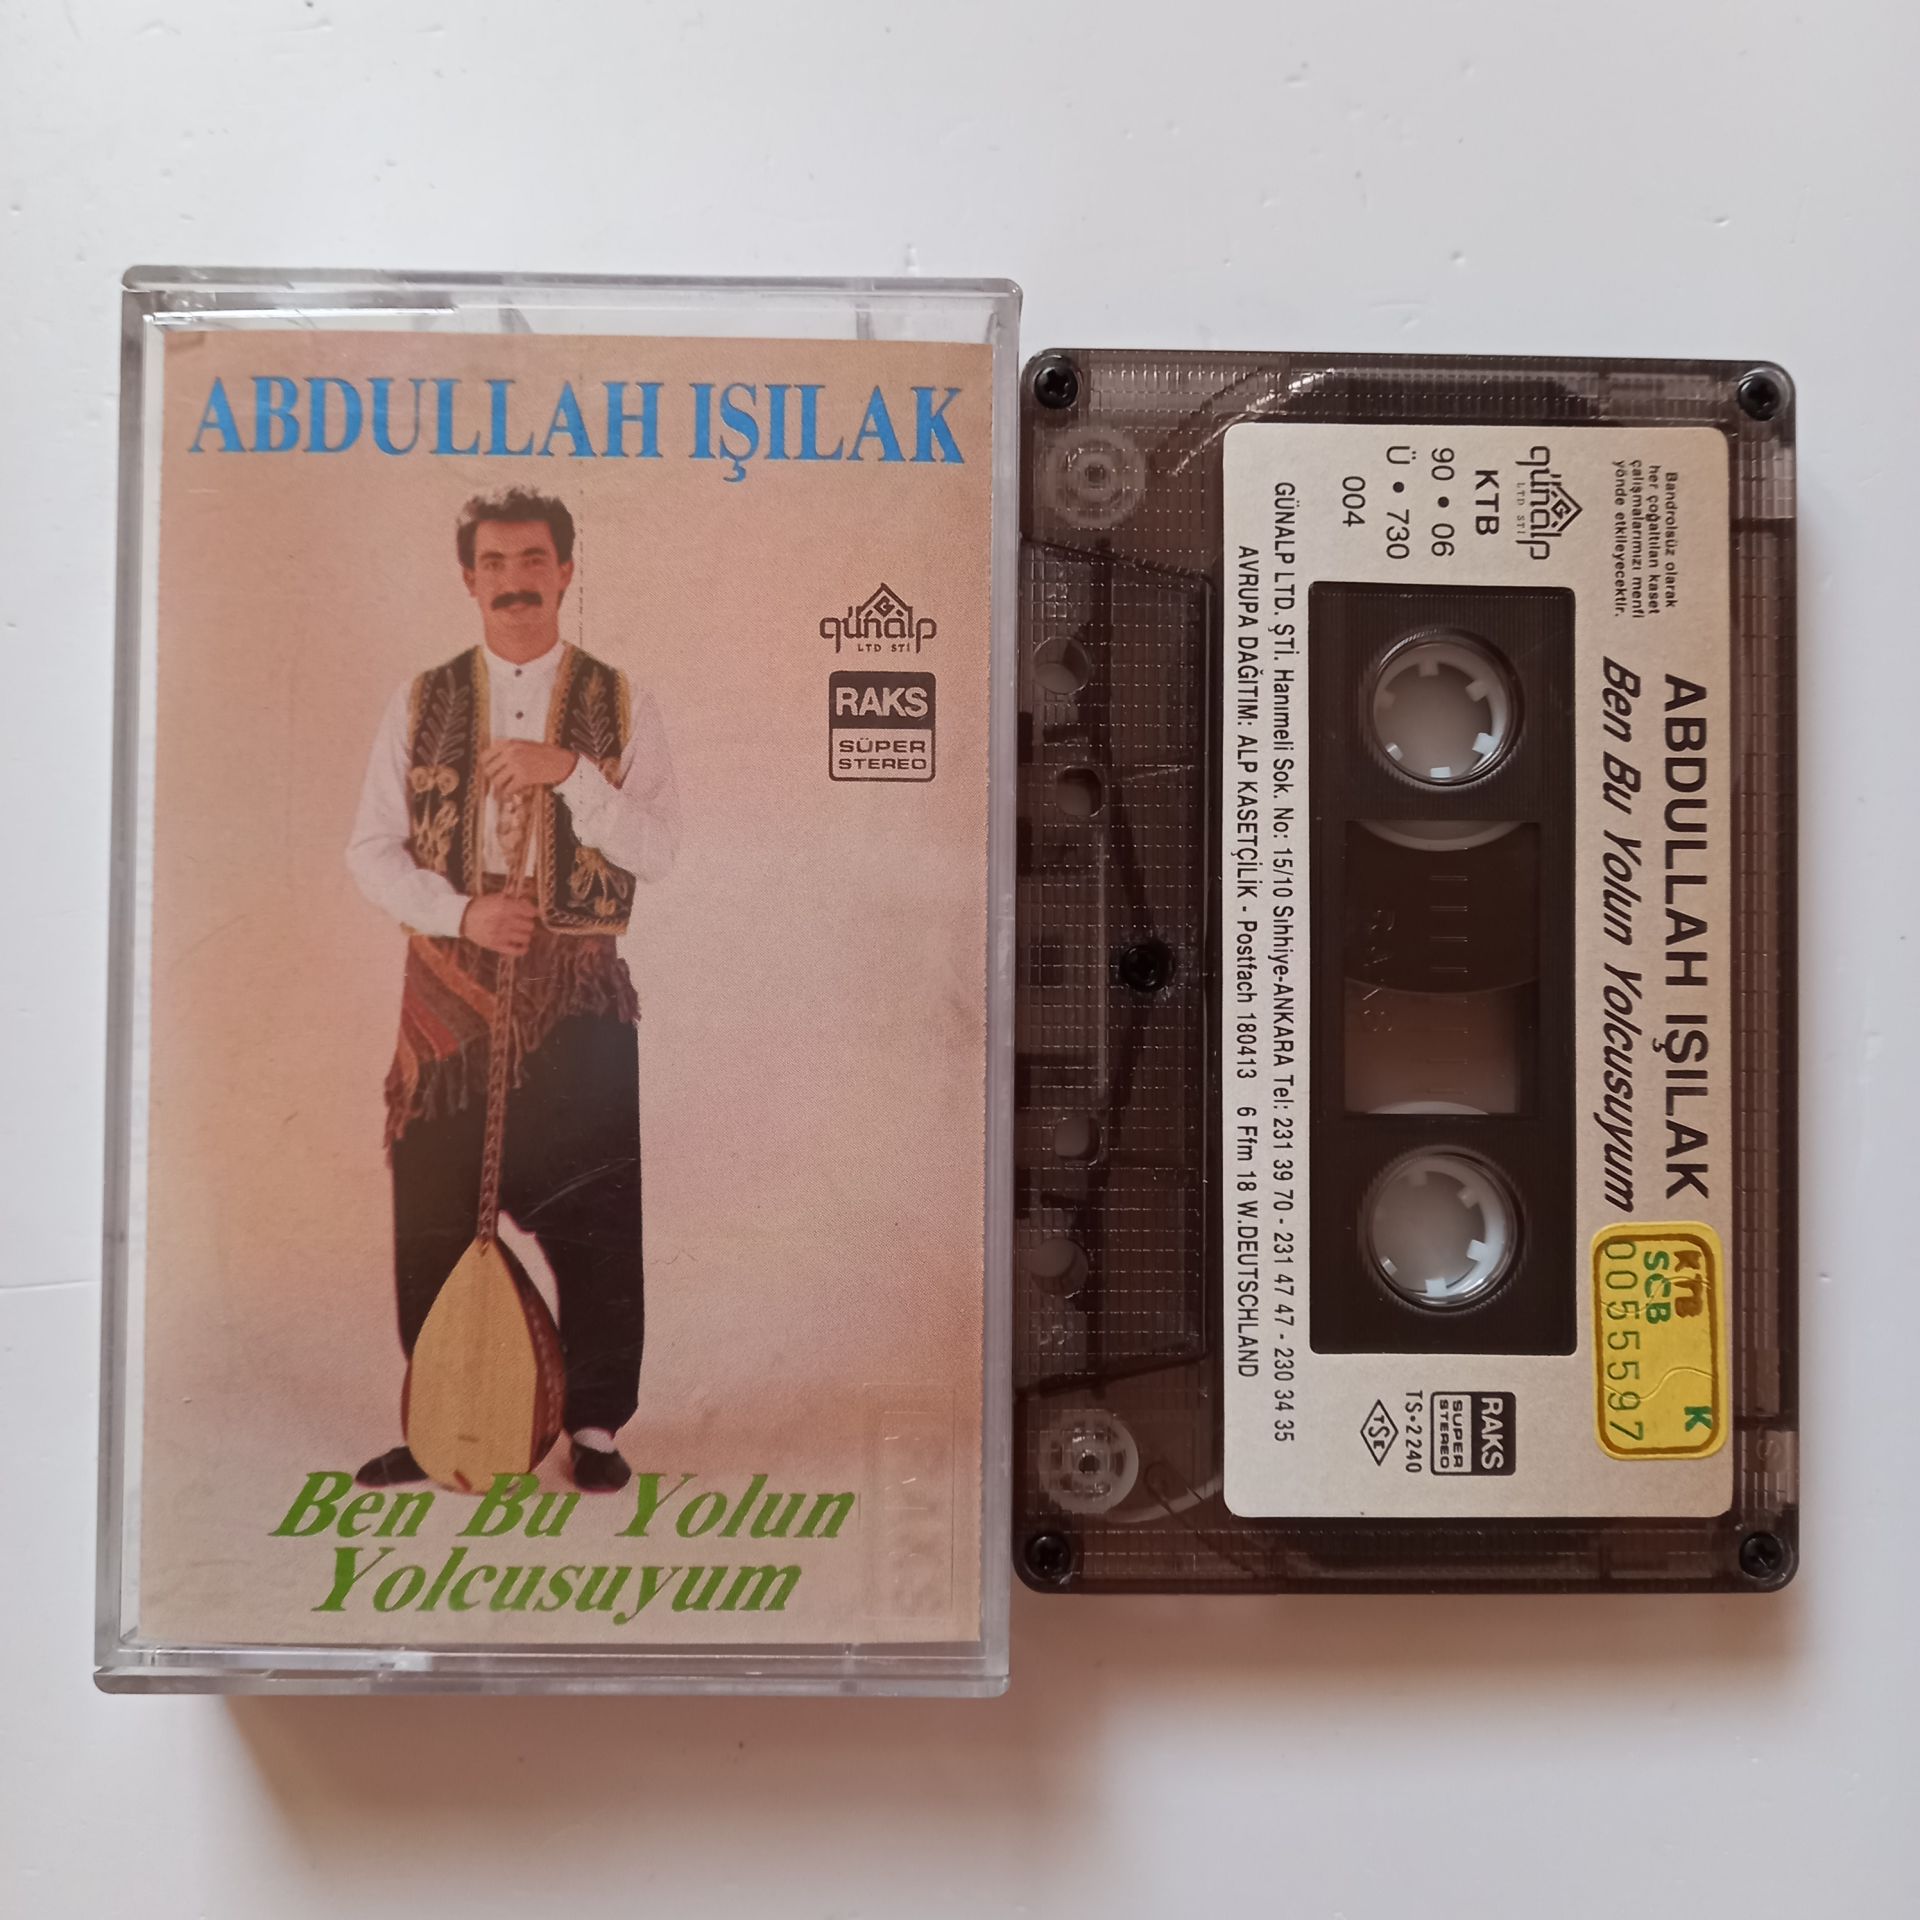 ABDULLAH IŞILAK
günalp
LTD STİ
RAKS
SÜPER
STEREO
Ben Bu Yolun
Yolcusuyum
Bandrolsüz olarak
her çoğaltılan kaset
çalışmalarımızı menfi
yönde etkileyecektir.
ABDULLAH IŞILAK
Ben Bu Yolun Yolcusuyum
KTB
SCB
K
0055597
günalp
LTD STİ
KTB
90 • 06
Ü • 730
004
RAKS
SÜPER
STEREO
TS•2240
TSE
GÜNALP LTD. ŞTİ. Hanımeli Sok. No: 15/10 Sıhhiye-ANKARA Tel: 231 39 70 - 231 47 47 - 230 34 35
AVRUPA DAĞITIM: ALP KASETÇİLİK - Postfach 180413 6 Ffm 18 W.DEUTSCHLAND